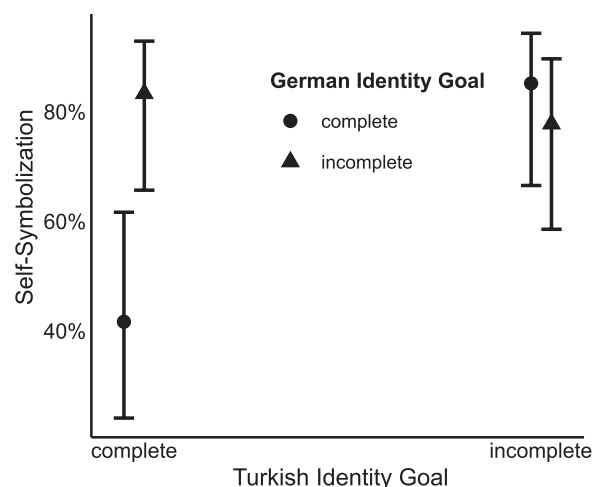 German Identity Goal
complete
incomplete
Self-Symbolization
80%
60%
40%
complete
incomplete
Turkish Identity Goal